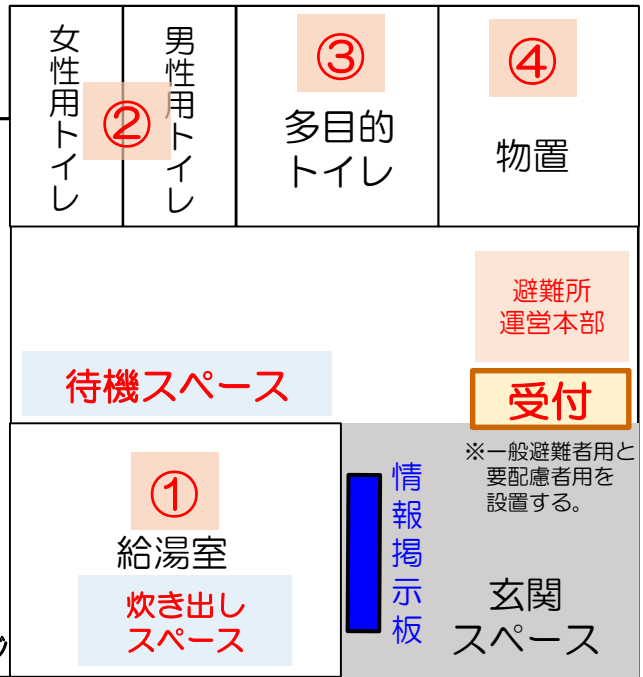 女性用トイレ
②
男性用トイレ
③
多目的
トイレ
④
物置
避難所
運営本部
待機スペース
受付
※一般避難者用と
要配慮者用を
設置する。
①
給湯室
炊き出し
スペース
情報掲示板
玄関
スペース